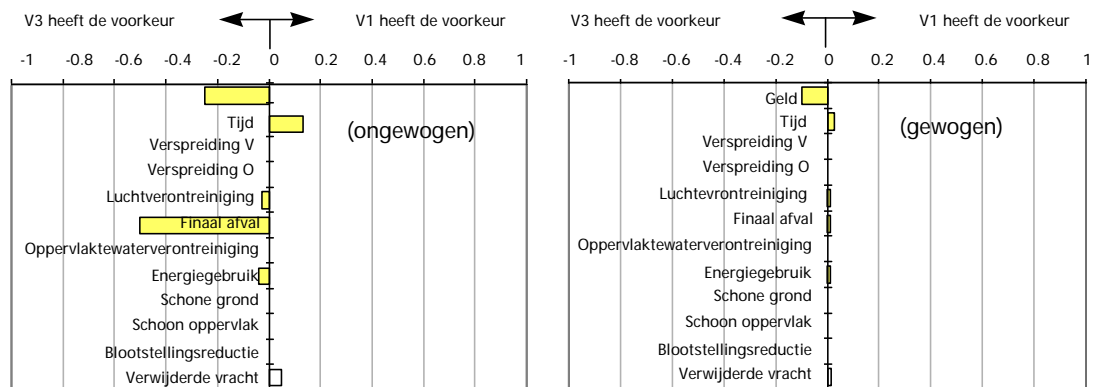 V3 heeft de voorkeur V1 heeft de voorkeur
-1 -0.8 -0.6 -0.4 -0.2 0 0.2 0.4 0.6 0.8 1
Tijd
(ongewogen)
Verspreiding V
Verspreiding O
Luchtverontreiniging
Finaal afval
Oppervlaktewaterverontreiniging
Energiegebruik
Schone grond
Schoon oppervlak
Blootstellingsreductie
Verwijderde vracht
V3 heeft de voorkeur V1 heeft de voorkeur
-1 -0.8 -0.6 -0.4 -0.2 0 0.2 0.4 0.6 0.8 1
Geld
Tijd
(gewogen)
Verspreiding V
Verspreiding O
Luchtevrontreiniging
Finaal afval
Oppervlaktewaterverontreiniging
Energiegebruik
Schone grond
Schoon oppervlak
Blootstellingsreductie
Verwijderde vracht